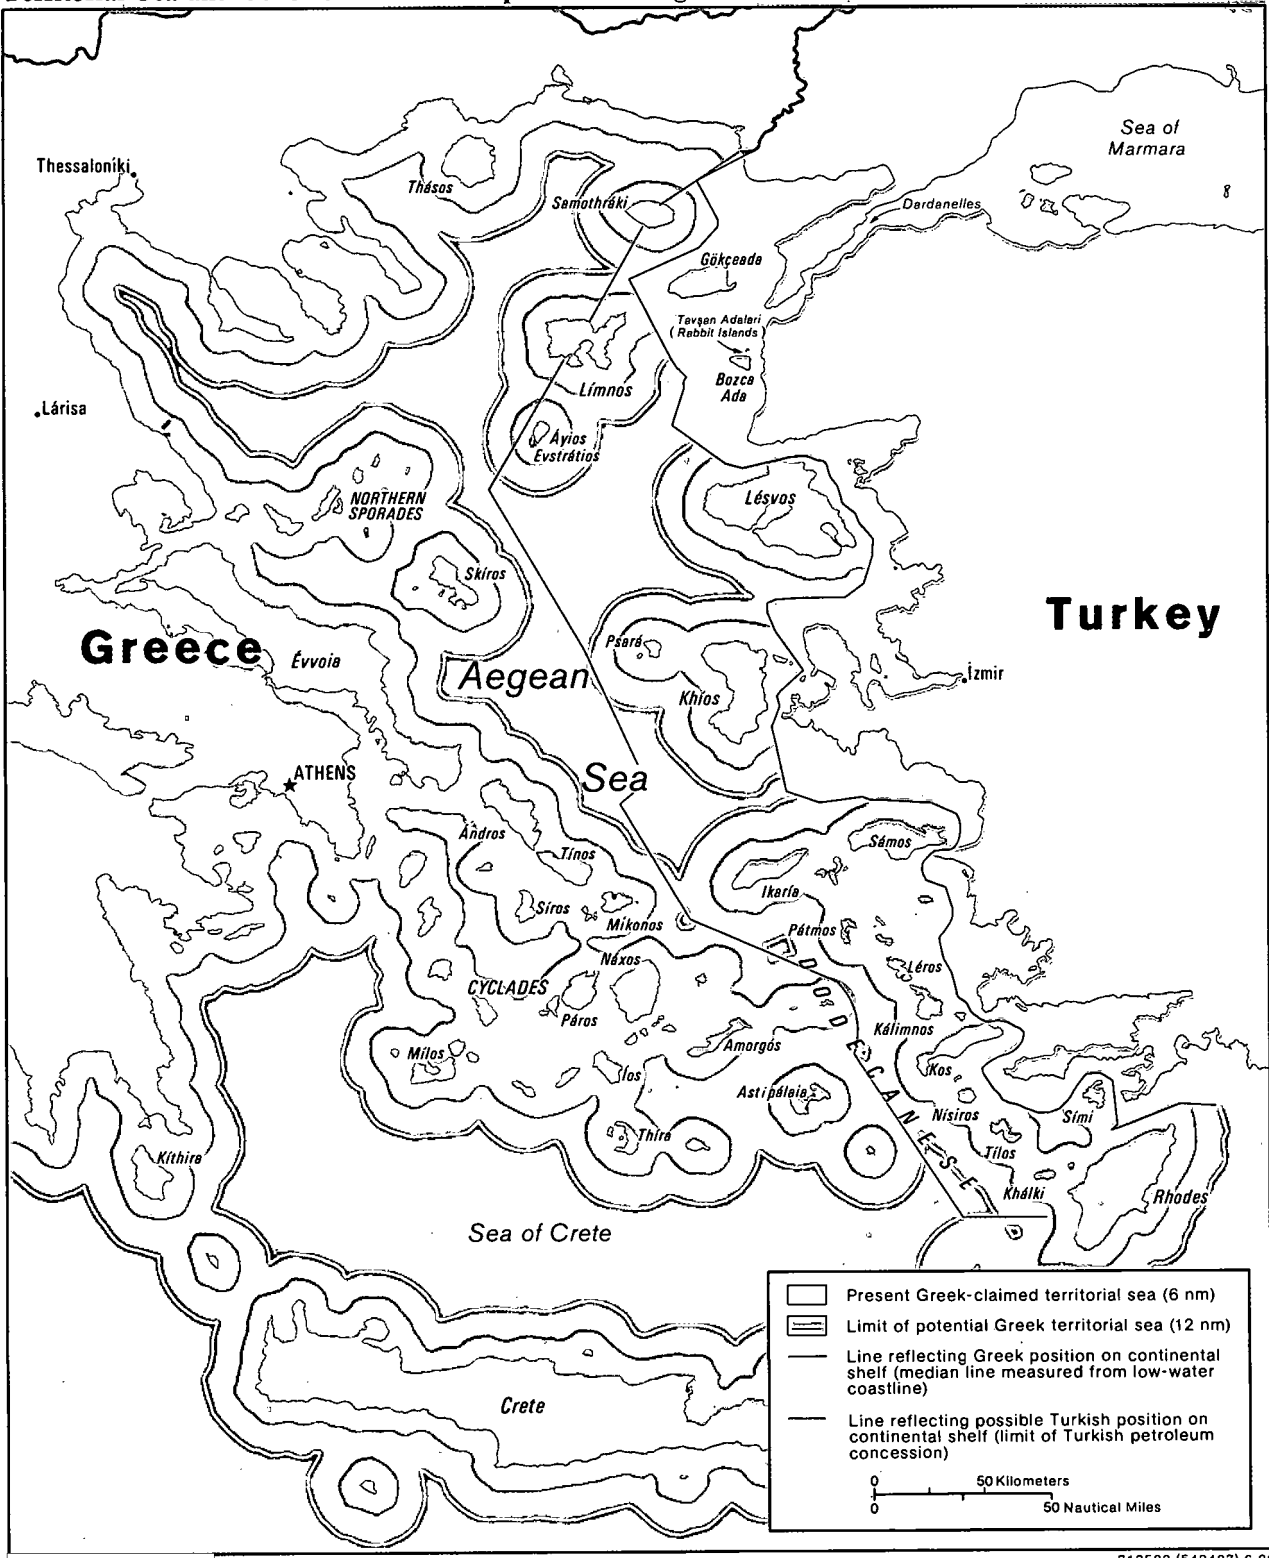 Thessaloníki
Sea of
Marmara
Thásos
Samothráki
Dardanelles
Gökçeada
Tavşan Adalari
(Rabbit Islands)
Bozca
Ada
Límnos
Lárisa
Áyios
Evstrátios
NORTHERN
SPORADES
Lésvos
Skíros
Turkey
Greece
Évvoia
Psará
Aegean
İzmir
Khíos
Sea
ATHENS
Ándros
Tínos
Sámos
Ikaría
Síros
Míkonos
Pátmos
Náxos
Léros
CYCLADES
Páros
DODECANESE
Kálimnos
Amorgós
Mílos
Íos
Kos
Astipálaia
Nísiros
Sími
Thíra
Tílos
Kíthira
Khálki
Rhodes
Sea of Crete
Crete
Present Greek-claimed territorial sea (6 nm)
Limit of potential Greek territorial sea (12 nm)
Line reflecting Greek position on continental
shelf (median line measured from low-water
coastline)
Line reflecting possible Turkish position on
continental shelf (limit of Turkish petroleum
concession)
0 50 Kilometers
0 50 Nautical Miles